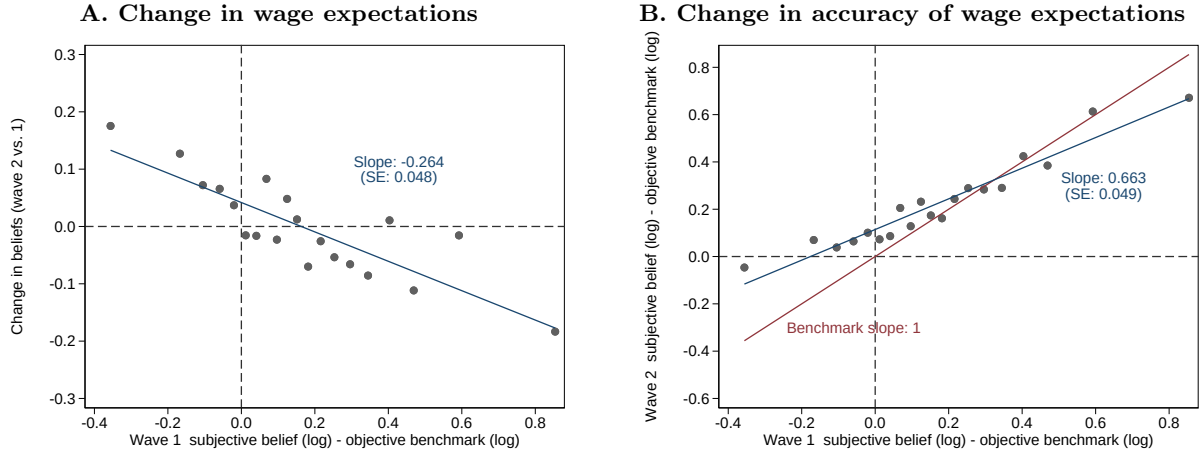 A. Change in wage expectations
Change in beliefs (wave 2 vs. 1)
0.3
0.2
0.1
0.0
-0.1
-0.2
-0.3
Slope: -0.264
(SE: 0.048)
-0.4 -0.2 0.0 0.2 0.4 0.6 0.8
Wave 1 subjective belief (log) - objective benchmark (log)
B. Change in accuracy of wage expectations
Wave 2 subjective belief (log) - objective benchmark (log)
0.8
0.6
0.4
0.2
0.0
-0.2
-0.4
-0.6
Slope: 0.663
(SE: 0.049)
Benchmark slope: 1
-0.4 -0.2 0.0 0.2 0.4 0.6 0.8
Wave 1 subjective belief (log) - objective benchmark (log)